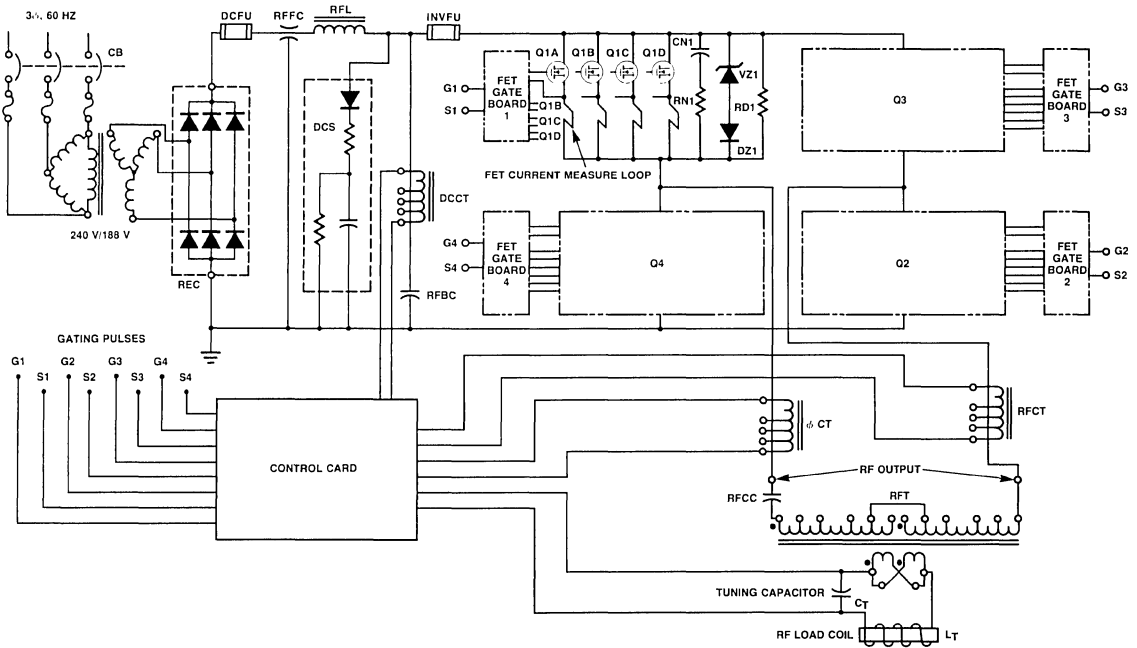 3ϕ, 60 HZ
CB
240 V/188 V
REC
DCFU
RFFC
RFL
INVFU
DCS
DCCT
RFBC
G1
S1
FET
GATE
BOARD
1
Q1A Q1B Q1C Q1D
Q1B
Q1C
Q1D
CN1
RN1
VZ1
RD1
DZ1
FET CURRENT MEASURE LOOP
Q3
FET
GATE
BOARD
3
G3
S3
G4
S4
FET
GATE
BOARD
4
Q4
Q2
FET
GATE
BOARD
2
G2
S2
GATING PULSES
G1 G2 G3 G4
S1 S2 S3 S4
CONTROL CARD
ϕ CT
RFCT
RF OUTPUT
RFCC
RFT
TUNING CAPACITOR
CT
RF LOAD COIL
LT